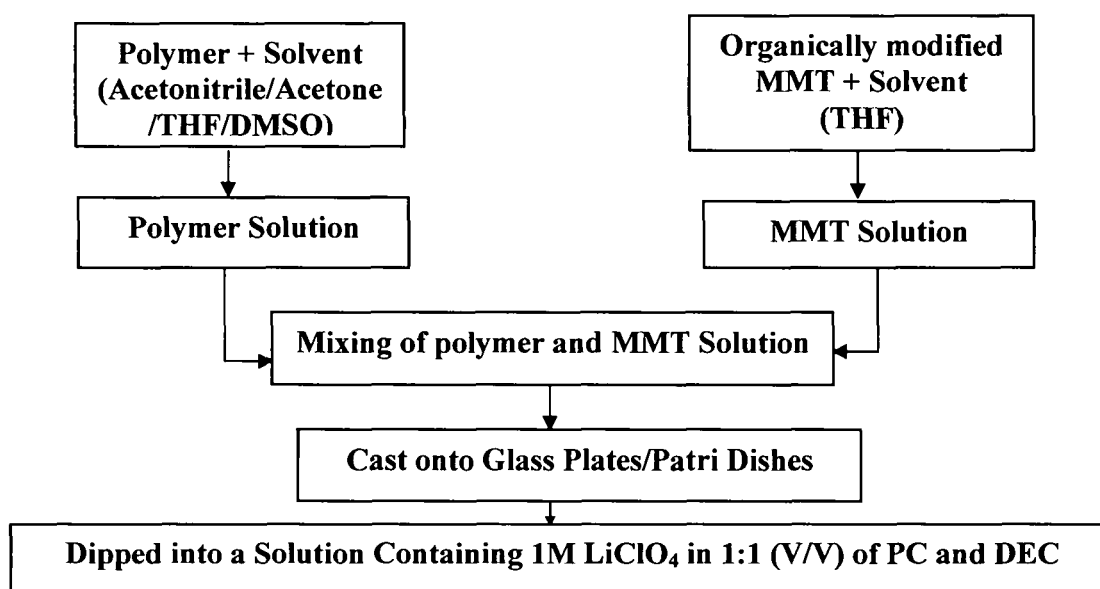 Polymer + Solvent
(Acetonitrile/Acetone
/THF/DMSO)
Organically modified
MMT + Solvent
(THF)
Polymer Solution
MMT Solution
Mixing of polymer and MMT Solution
Cast onto Glass Plates/Patri Dishes
Dipped into a Solution Containing 1M LiClO₄ in 1:1 (V/V) of PC and DEC